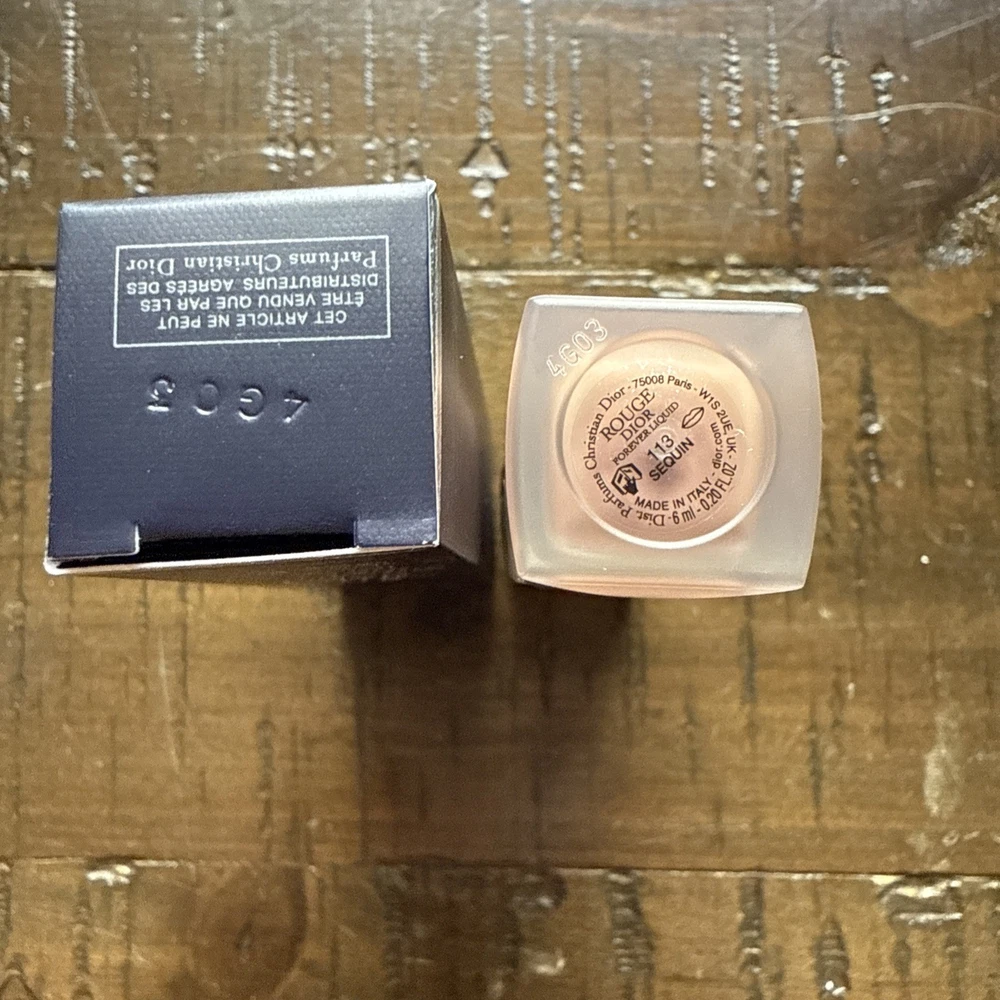 CET ARTICLE NE PEUT
ÊTRE VENDU QUE PAR LES
DISTRIBUTEURS AGRÉÉS DES
Parfums Christian Dior
4G03
4G03
Dist. Parfums Christian Dior - 75008 Paris - W1S 2UE, UK - dior.com
ROUGE
DIOR
FOREVER LIQUID
113
SEQUIN
MADE IN ITALY
6 ml - 0.20 FL.OZ